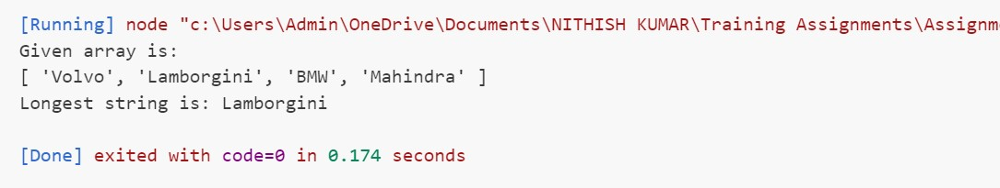 [Running] node "c:\Users\Admin\OneDrive\Documents\NITHISH KUMAR\Training Assignments\Assignm
Given array is:
[ 'Volvo', 'Lamborgini', 'BMW', 'Mahindra' ]
Longest string is: Lamborgini
[Done] exited with code=0 in 0.174 seconds